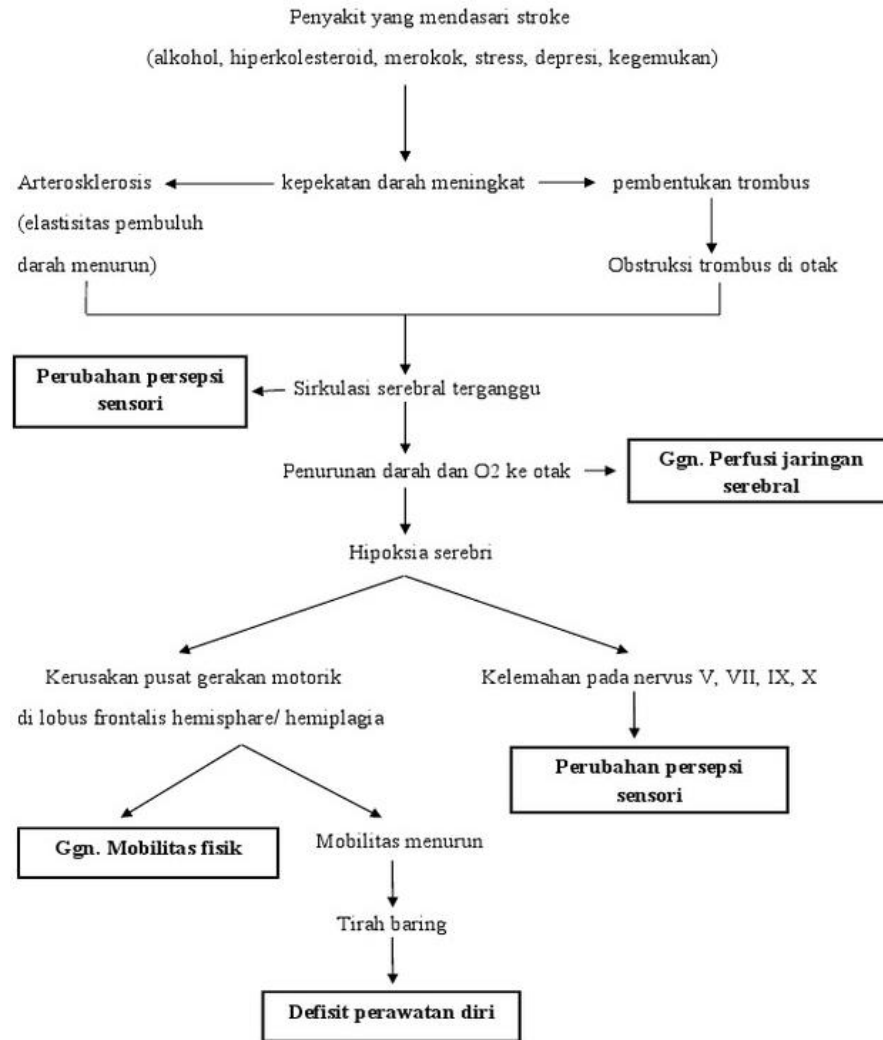 Penyakit yang mendasari stroke
(alkohol, hiperkolesteroid, merokok, stress, depresi, kegemukan)
Arterosklerosis
(elastisitas pembuluh
darah menurun)
kepekatan darah meningkat
pembentukan trombus
Obstruksi trombus di otak
Perubahan persepsi
sensori
Sirkulasi serebral terganggu
Penurunan darah dan O2 ke otak
Ggn. Perfusi jaringan
serebral
Hipoksia serebri
Kerusakan pusat gerakan motorik
di lobus frontalis hemisphare/ hemiplagia
Kelemahan pada nervus V, VII, IX, X
Perubahan persepsi
sensori
Ggn. Mobilitas fisik
Mobilitas menurun
Tirah baring
Defisit perawatan diri